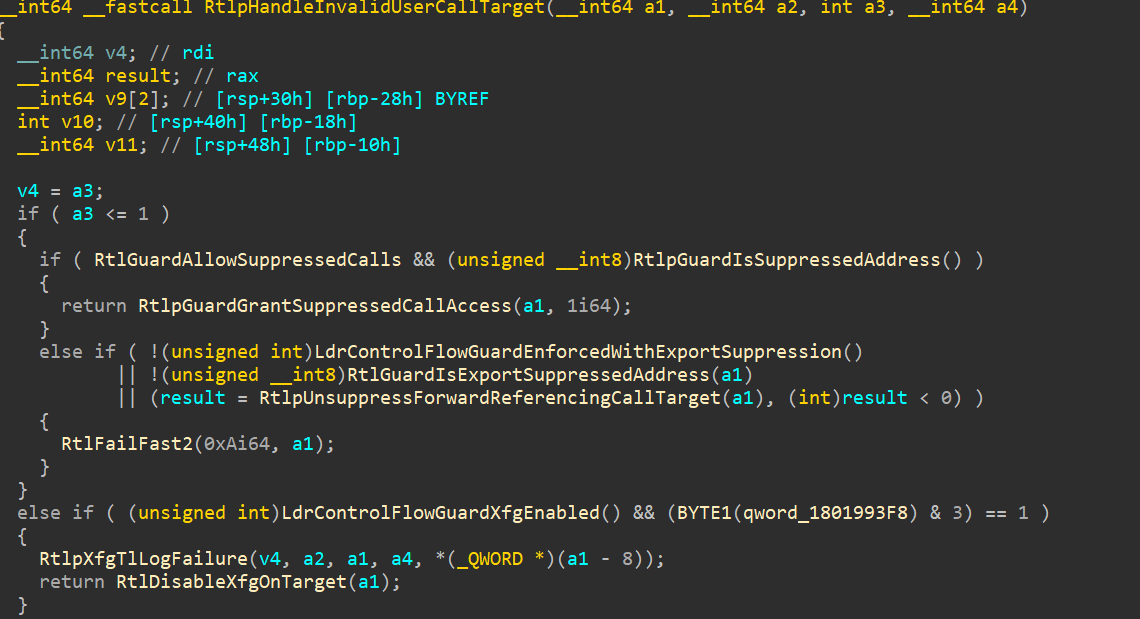 __int64 __fastcall RtlpHandleInvalidUserCallTarget(__int64 a1, __int64 a2, int a3, __int64 a4)
{
  __int64 v4; // rdi
  __int64 result; // rax
  __int64 v9[2]; // [rsp+30h] [rbp-28h] BYREF
  int v10; // [rsp+40h] [rbp-18h]
  __int64 v11; // [rsp+48h] [rbp-10h]

  v4 = a3;
  if ( a3 <= 1 )
  {
    if ( RtlGuardAllowSuppressedCalls && (unsigned __int8)RtlpGuardIsSuppressedAddress() )
    {
      return RtlpGuardGrantSuppressedCallAccess(a1, 1i64);
    }
    else if ( !(unsigned int)LdrControlFlowGuardEnforcedWithExportSuppression()
           || !(unsigned __int8)RtlGuardIsExportSuppressedAddress(a1)
           || (result = RtlpUnsuppressForwardReferencingCallTarget(a1), (int)result < 0) )
    {
      RtlFailFast2(0xAi64, a1);
    }
  }
  else if ( (unsigned int)LdrControlFlowGuardXfgEnabled() && (BYTE1(qword_1801993F8) & 3) == 1 )
  {
    RtlpXfgTlLogFailure(v4, a2, a1, a4, *(_QWORD *)(a1 - 8));
    return RtlDisableXfgOnTarget(a1);
  }